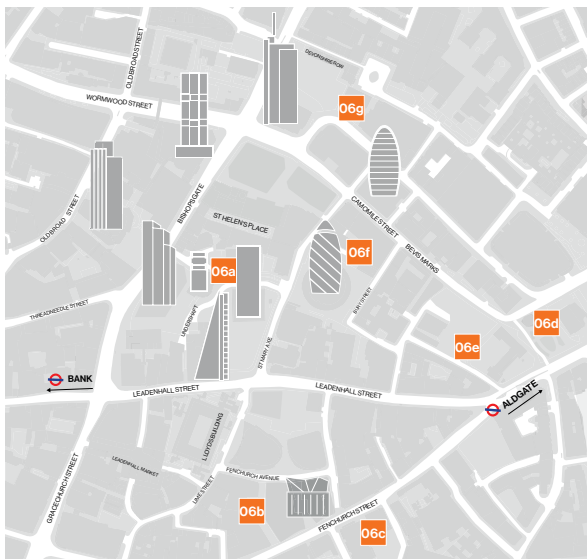 OLD BROAD STREET
DEVONSHIRE ROW
WORMWOOD STREET
06g
BISHOPSGATE
CAMOMILE STREET
ST HELEN'S PLACE
OLD BROAD STREET
BEVIS MARKS
06f
06a
BURY STREET
THREADNEEDLE STREET
UNDERSHAFT
06d
ST MARY AXE
06e
BANK
LEADENHALL STREET
LEADENHALL STREET
ALDGATE
LLOYD'S BUILDING
GRACECHURCH STREET
LEADENHALL MARKET
FENCHURCH AVENUE
LIME STREET
06b
FENCHURCH STREET
06c